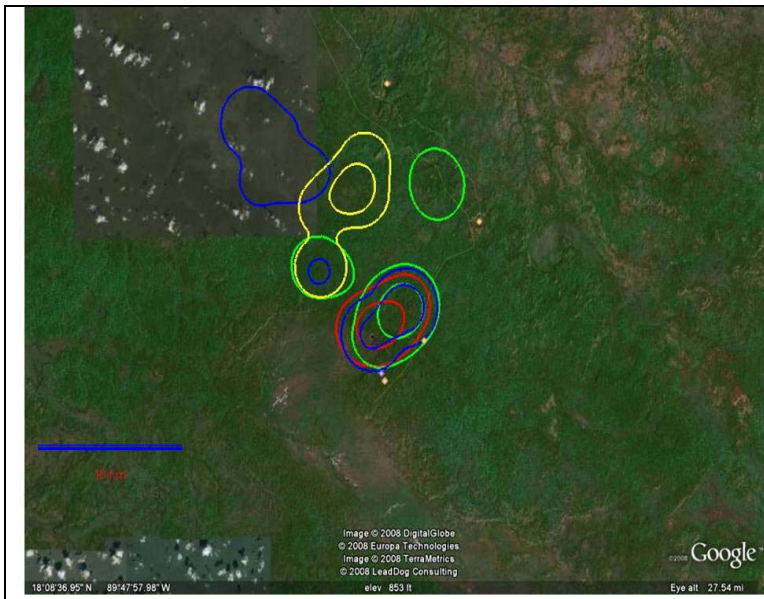 10 km
Image © 2008 DigitalGlobe
© 2008 Europa Technologies
Image © 2008 TerraMetrics
© 2008 LeadDog Consulting
©2008 Google™
18°08'36.95" N 89°47'57.98" W elev 853 ft Eye alt 27.54 mi